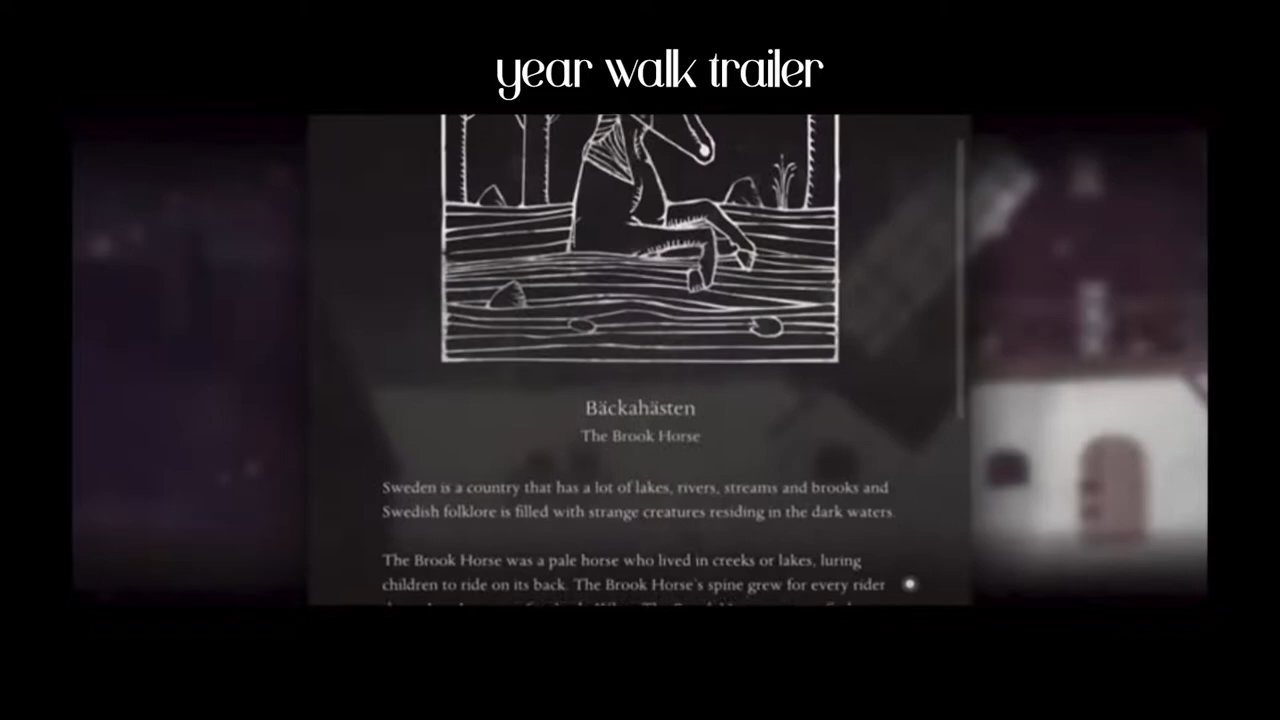 year walk trailer
Bäckahästen
The Brook Horse
Sweden is a country that has a lot of lakes, rivers, streams and brooks and
Swedish folklore is filled with strange creatures residing in the dark waters.
The Brook Horse was a pale horse who lived in creeks or lakes, luring
children to ride on its back. The Brook Horse's spine grew for every rider